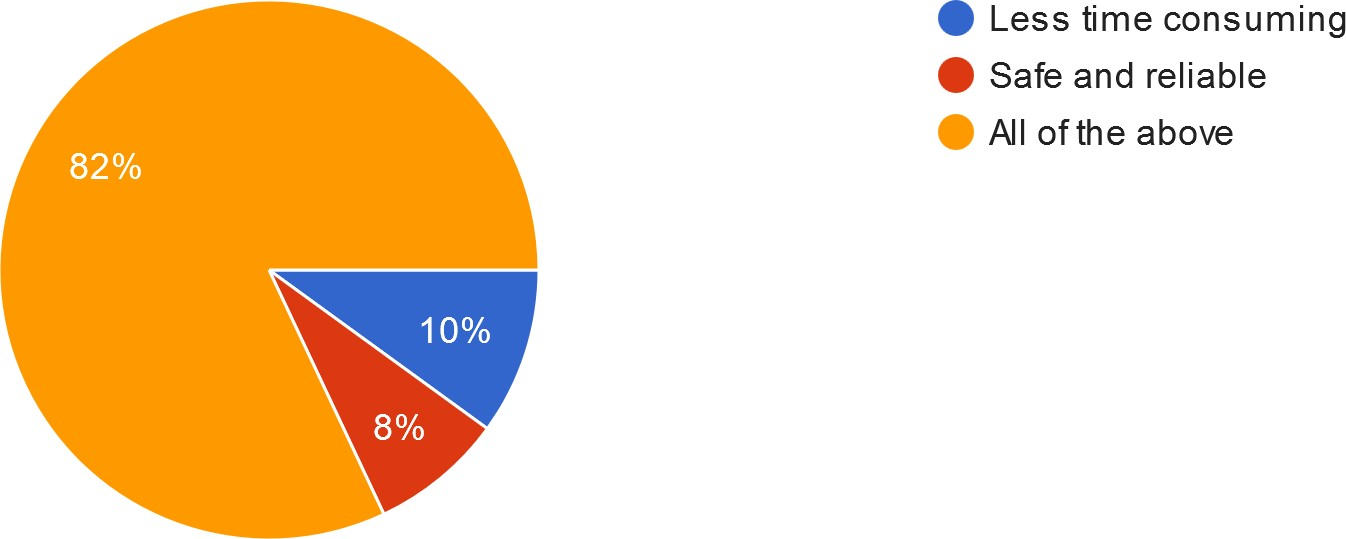 Less time consuming
Safe and reliable
All of the above
82%
10%
8%